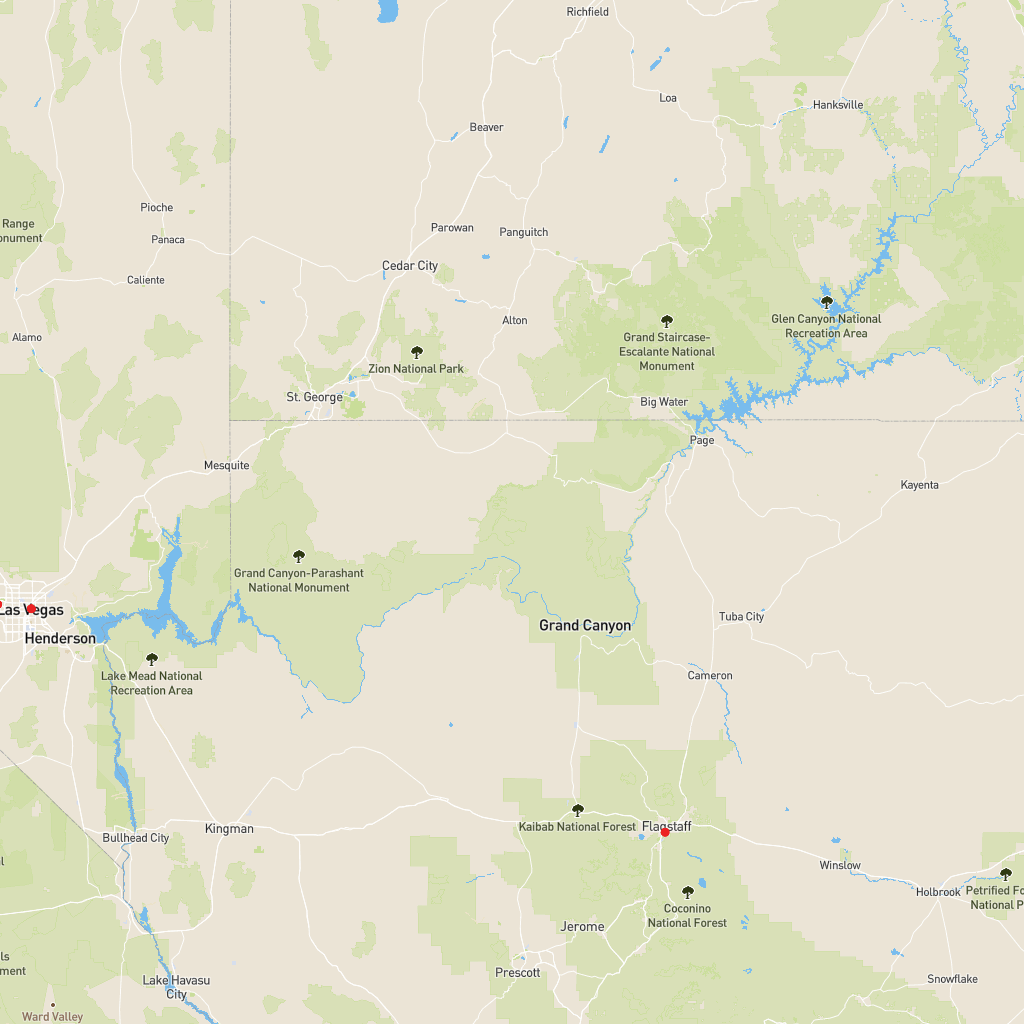 Richfield
Loa
Hanksville
Beaver
Pioche
Range
Parowan
Panguitch
Panaca
Cedar City
Caliente
Alton
Glen Canyon National
Recreation Area
Alamo
Grand Staircase-
Escalante National
Monument
Zion National Park
St. George
Big Water
Page
Mesquite
Kayenta
Grand Canyon-Parashant
National Monument
Las Vegas
Tuba City
Grand Canyon
Henderson
Lake Mead National
Recreation Area
Cameron
Kaibab National Forest
Flagstaff
Kingman
Bullhead City
Winslow
Petrified Fo
National P
Holbrook
Coconino
National Forest
Jerome
Prescott
Lake Havasu
City
Snowflake
Ward Valley